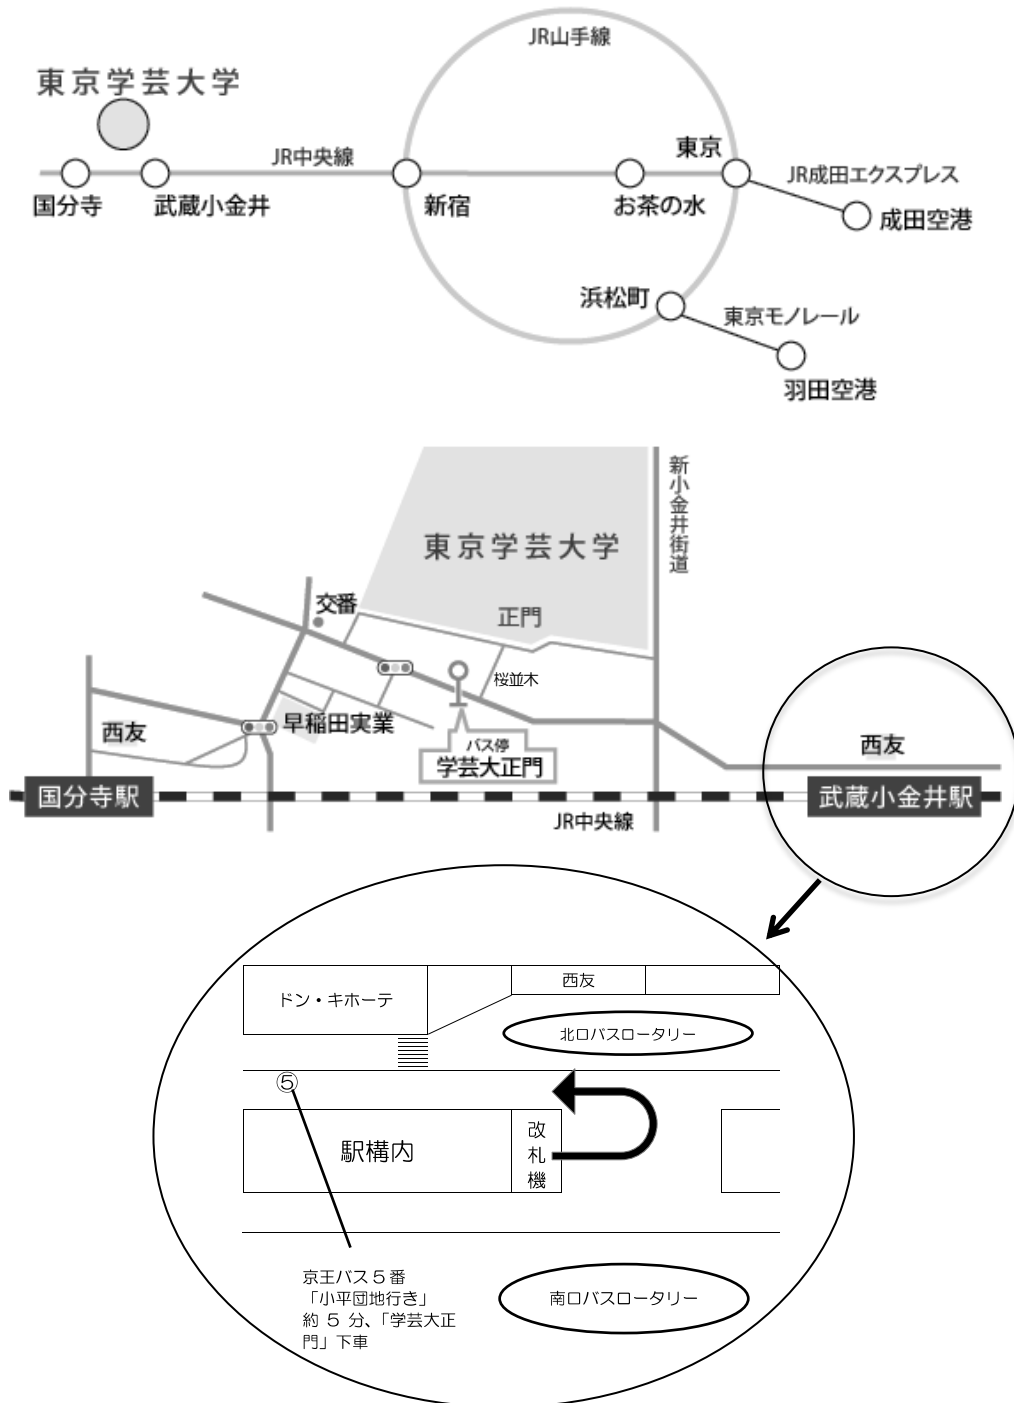 JR山手線
東京学芸大学
東京
JR中央線
JR成田エクスプレス
国分寺
武蔵小金井
新宿
お茶の水
成田空港
浜松町
東京モノレール
羽田空港
新小金井街道
東京学芸大学
交番
正門
桜並木
西友
早稲田実業
バス停
学芸大正門
西友
国分寺駅
武蔵小金井駅
JR中央線
ドン・キホーテ
西友
北口バスロータリー
⑤
駅構内
改札機
京王バス5番
「小平団地行き」
約 5 分、「学芸大正
門」下車
南口バスロータリー